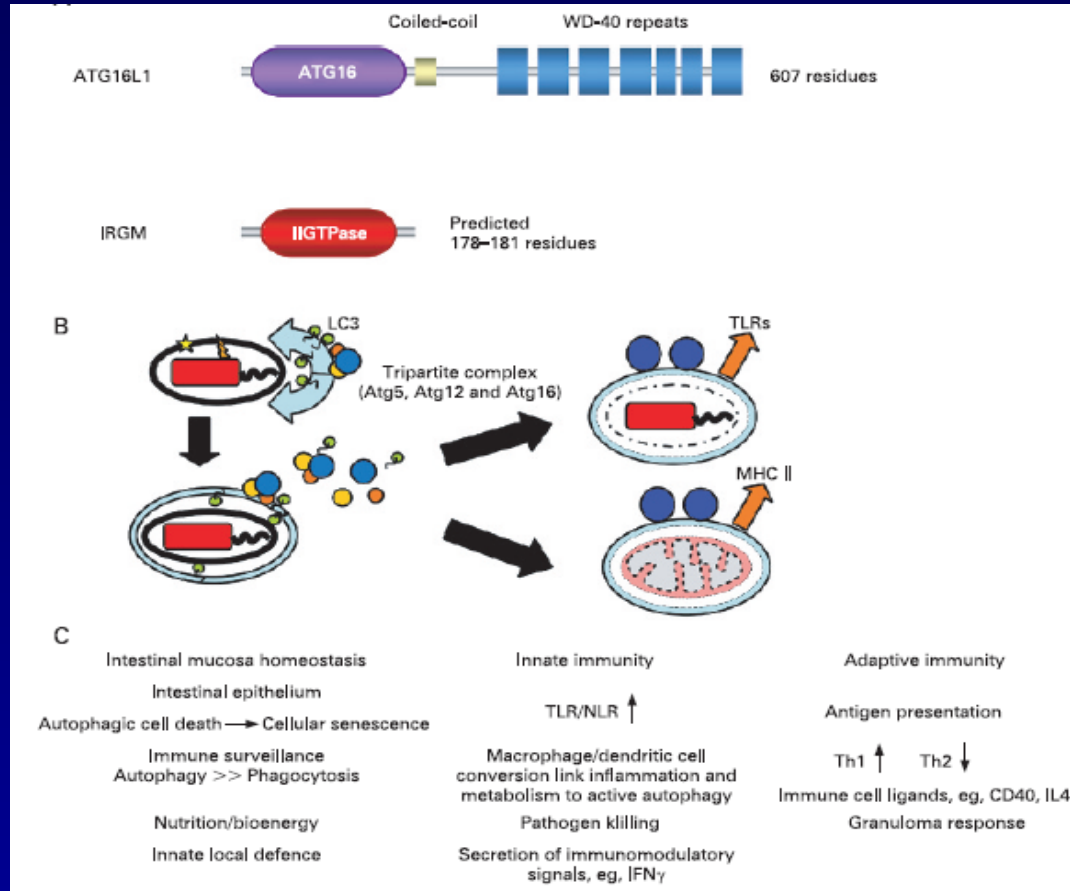 Coiled-coil WD-40 repeats
ATG16L1 ATG16 607 residues
IRGM IIGTPase Predicted
178–181 residues
B
LC3
TLRs
Tripartite complex
(Atg5, Atg12 and Atg16)
MHC II
C
Intestinal mucosa homeostasis
Intestinal epithelium
Autophagic cell death → Cellular senescence
Immune surveillance
Autophagy >> Phagocytosis
Nutrition/bioenergy
Innate local defence
Innate immunity
TLR/NLR ↑
Macrophage/dendritic cell
conversion link inflammation and
metabolism to active autophagy
Pathogen klilling
Secretion of immunomodulatory
signals, eg, IFNγ
Adaptive immunity
Antigen presentation
Th1 ↑ Th2 ↓
Immune cell ligands, eg, CD40, IL4
Granuloma response